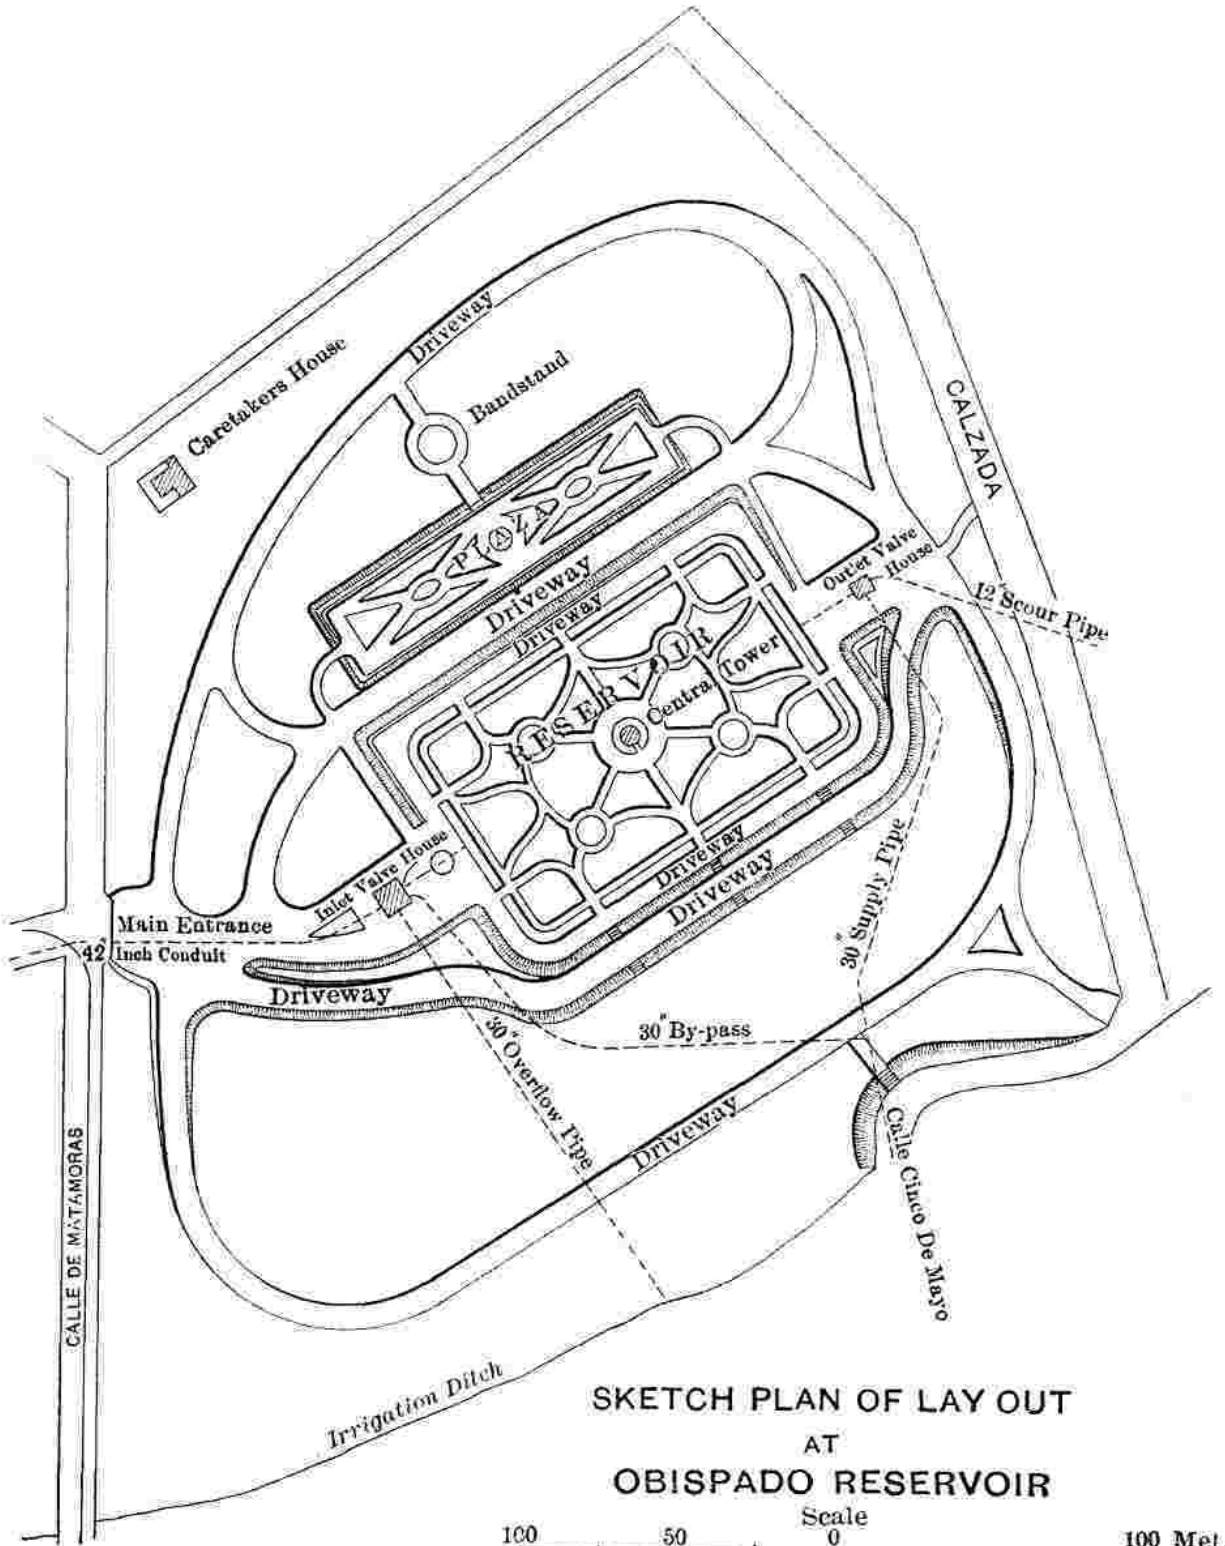 Driveway
Caretakers House
Bandstand
CALZADA
PLAZA
Driveway
Driveway
Outlet Valve
House
12" Scour Pipe
RESERVOIR
Central Tower
Inlet Valve House
Driveway
Driveway
30" Supply Pipe
Main Entrance
42 Inch Conduit
Driveway
30" By-pass
30" Overflow Pipe
Driveway
Calle Cinco De Mayo
CALLE DE MATAMORAS
Irrigation Ditch
SKETCH PLAN OF LAY OUT
AT
OBISPADO RESERVOIR
Scale
100 50 0 100 Met